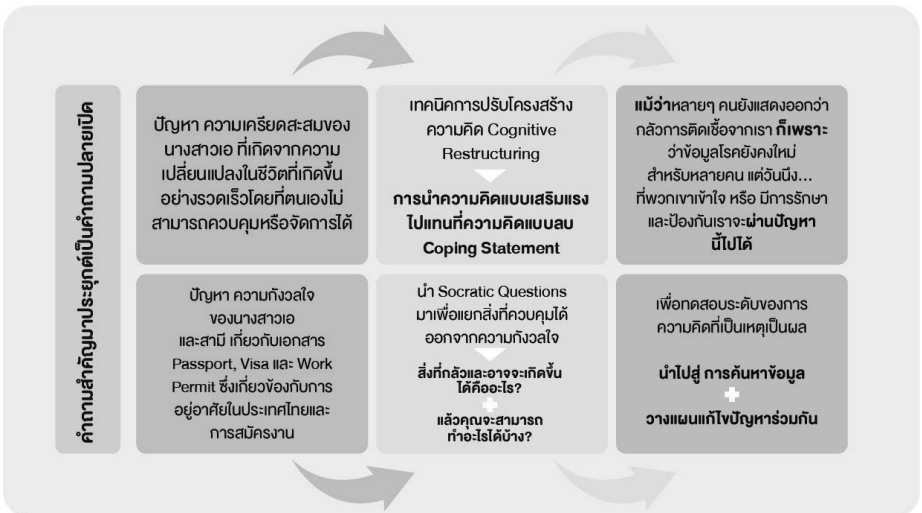 คำถามสำคัญมาประยุกต์เป็นคำถามปลายเปิด
ปัญหา ความเครียดสะสมของ
นางสาวเอ ที่เกิดจากความ
เปลี่ยนแปลงในชีวิตที่เกิดขึ้น
อย่างรวดเร็วโดยที่ตนเองไม่
สามารถควบคุมหรือจัดการได้
เทคนิคการปรับโครงสร้าง
ความคิด Cognitive
Restructuring
การนำความคิดแบบเสริมแรง
ไปแทนที่ความคิดแบบลบ
Coping Statement
แม้ว่าหลายๆ คนยังแสดงออกว่า
กลัวการติดเชื้อจากเรา ก็เพราะ
ว่าข้อมูลโรคยังคงใหม่
สำหรับหลายคน แต่วันนึง...
ที่พวกเขาเข้าใจ หรือ มีการรักษา
และป้องกันเราจะผ่านปัญหา
นี้ไปได้
ปัญหา ความกังวลใจ
ของนางสาวเอ
และสามี เกี่ยวกับเอกสาร
Passport, Visa และ Work
Permit ซึ่งเกี่ยวข้องกับการ
อยู่อาศัยในประเทศไทยและ
การสมัครงาน
นำ Socratic Questions
มาเพื่อแยกสิ่งที่ควบคุมได้
ออกจากความกังวลใจ
สิ่งที่กลัวและอาจจะเกิดขึ้น
ได้คืออะไร?
แล้วคุณจะสามารถ
ทำอะไรได้บ้าง?
เพื่อทดสอบระดับของการ
ความคิดที่เป็นเหตุเป็นผล
นำไปสู่ การค้นหาข้อมูล
วางแผนแก้ไขปัญหาร่วมกัน